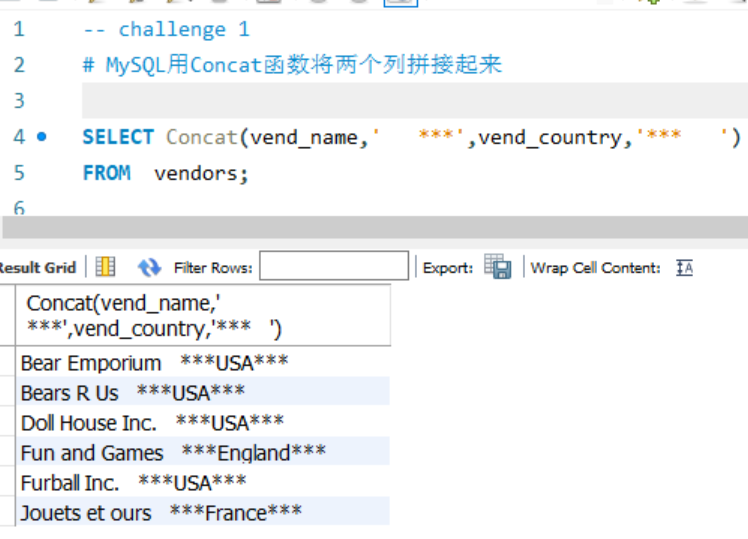 1 -- challenge 1
2 # MySQL用Concat函数将两个列拼接起来
3
4 SELECT Concat(vend_name,'   ***',vend_country,'***   ')
5 FROM  vendors;
6
Result Grid Filter Rows: Export: Wrap Cell Content: IA
Concat(vend_name,'
***',vend_country,'***   ')
Bear Emporium   ***USA***
Bears R Us   ***USA***
Doll House Inc.   ***USA***
Fun and Games   ***England***
Furball Inc.   ***USA***
Jouets et ours   ***France***